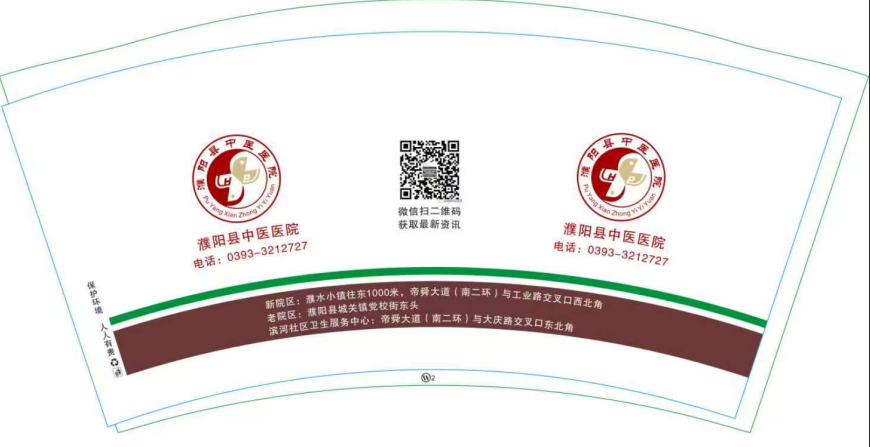 濮阳县中医医院
Pu Yang Xian Zhong Yi Yi Yuan
濮阳县中医医院
电话：0393-3212727
微信扫二维码
获取最新资讯
濮阳县中医医院
Pu Yang Xian Zhong Yi Yi Yuan
濮阳县中医医院
电话：0393-3212727
保护环境 人人有责
新院区：濮水小镇往东1000米，帝舜大道（南二环）与工业路交叉口西北角
老院区：濮阳县城关镇党校街东头
滨河社区卫生服务中心：帝舜大道（南二环）与大庆路交叉口东北角
W2